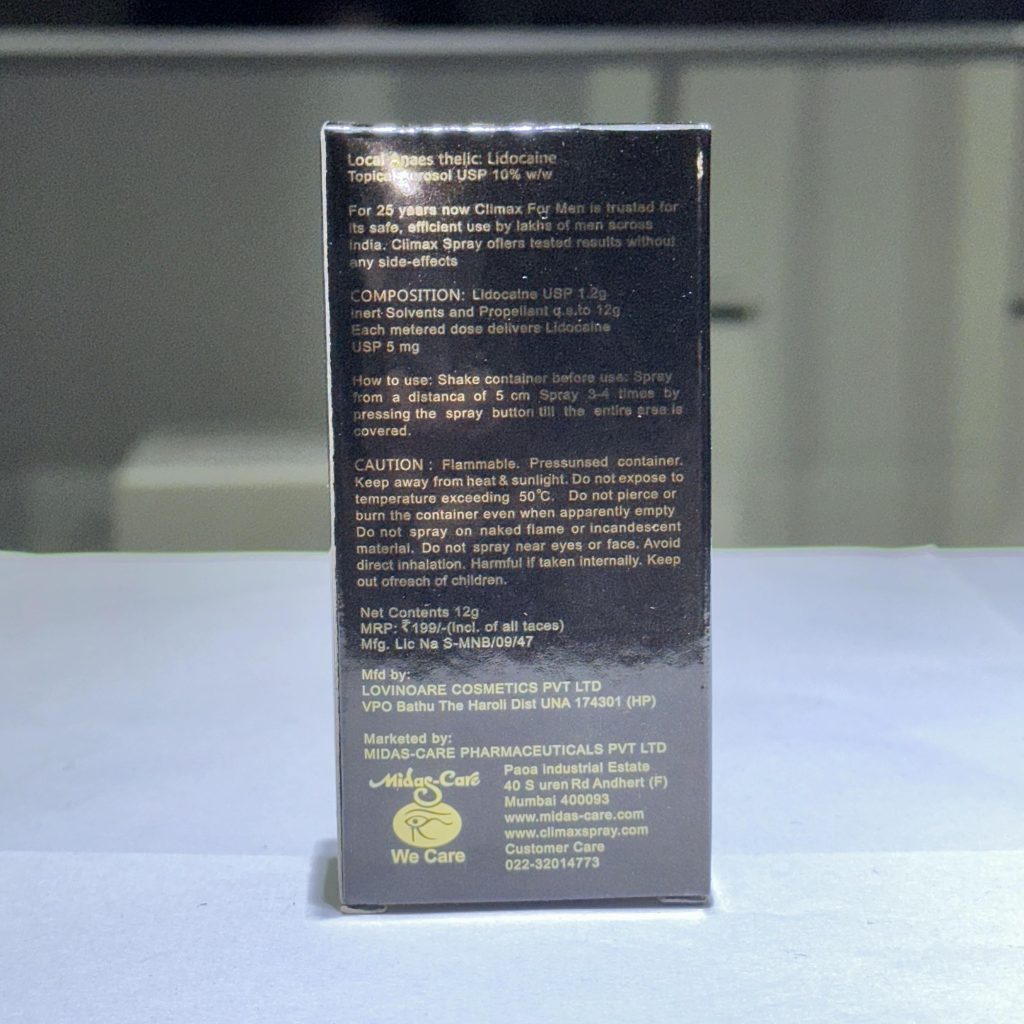 Local Anaes thelic: Lidocaine
Topical Aerosol USP 10% w/w
For 25 years now Climax For Men is trusted for
its safe, efficient use by lakhs of men across
India. Climax Spray offers tested results without
any side-effects
COMPOSITION: Lidocaine USP 1.2g
Inert Solvents and Propellant q.s.to 12g
Each metered dose delivers Lidocaine
USP 5 mg
How to use: Shake container before use: Spray
from a distanca of 5 cm Spray 3-4 times by
pressing the spray button till the entire area is
covered.
CAUTION : Flammable. Pressunsed container.
Keep away from heat & sunlight. Do not expose to
temperature exceeding 50°C. Do not pierce or
burn the container even when apparently empty
Do not spray on naked flame or incandescent
material. Do not spray near eyes or face. Avoid
direct inhalation. Harmful if taken internally. Keep
out ofreach of children.
Net Contents 12g
MRP: ₹199/-(Incl. of all taces)
Mfg. Lic Na S-MNB/09/47
Mfd by:
LOVINOARE COSMETICS PVT LTD
VPO Bathu The Haroli Dist UNA 174301 (HP)
Marketed by:
MIDAS-CARE PHARMACEUTICALS PVT LTD
Midas-Care
We Care
Paoa Industrial Estate
40 S uren Rd Andhert (F)
Mumbai 400093
www.midas-care.com
www.climaxspray.com
Customer Care
022-32014773